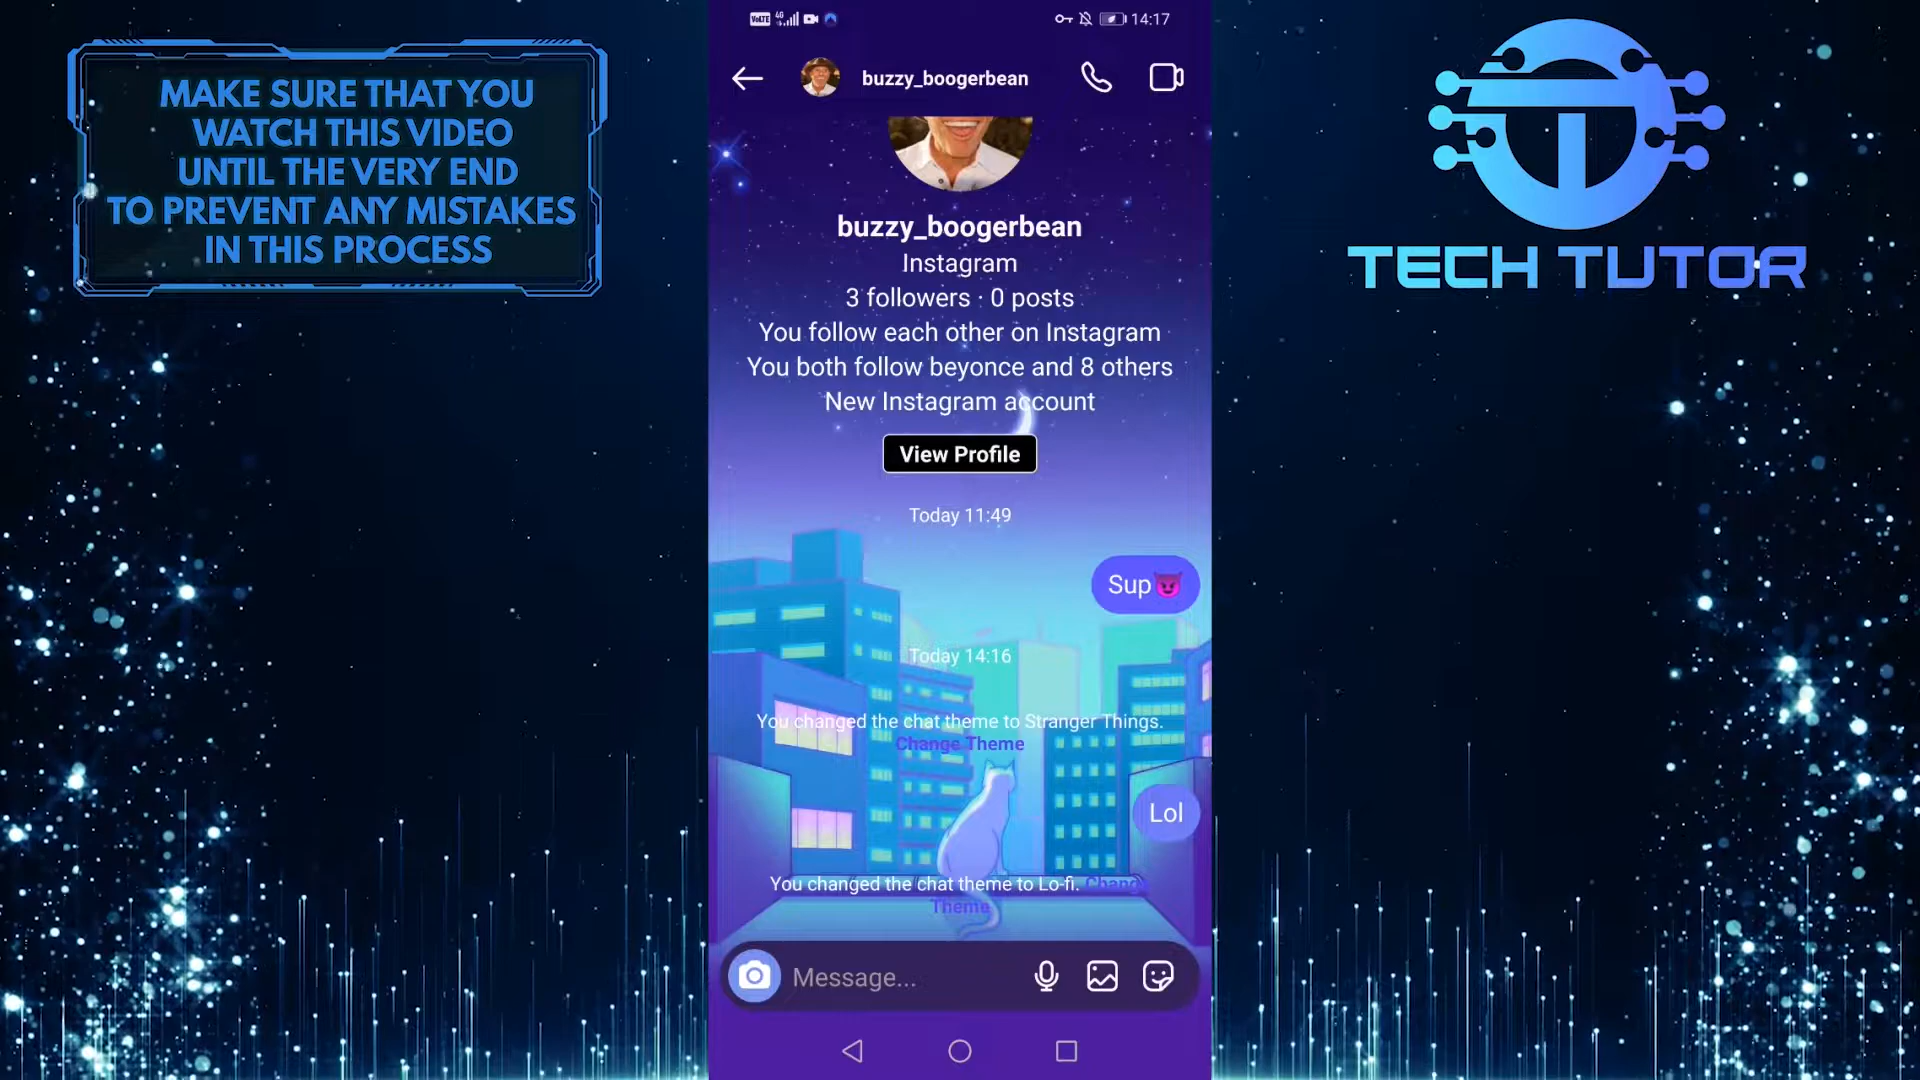 MAKE SURE THAT YOU
WATCH THIS VIDEO
UNTIL THE VERY END
TO PREVENT ANY MISTAKES
IN THIS PROCESS
VoLTE 4G 14:17
buzzy_boogerbean
buzzy_boogerbean
Instagram
3 followers · 0 posts
You follow each other on Instagram
You both follow beyonce and 8 others
New Instagram account
View Profile
Today 11:49
Sup😈
Today 14:16
You changed the chat theme to Stranger Things.
Change Theme
Lol
You changed the chat theme to Lo-fi. Change
Theme
Message...
TECH TUTOR